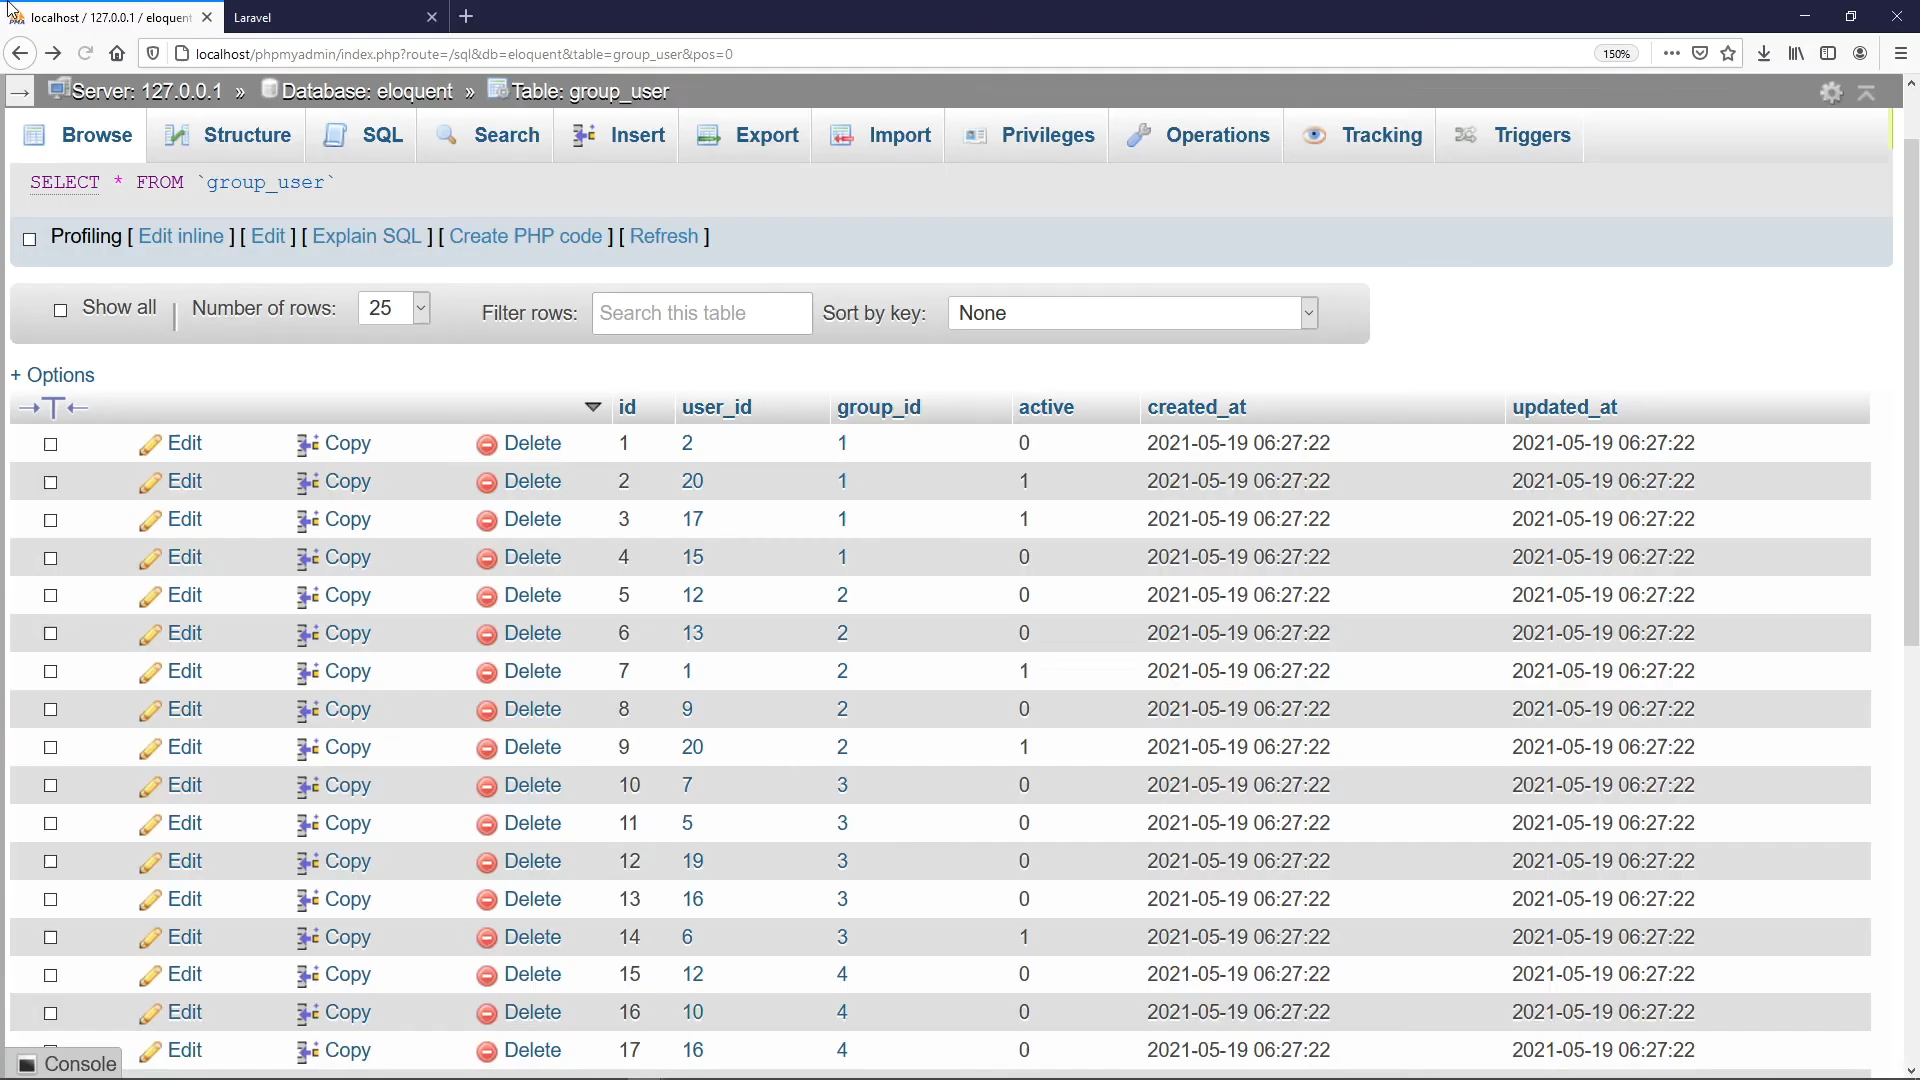 localhost / 127.0.0.1 / eloquent
Laravel
localhost/phpmyadmin/index.php?route=/sql&db=eloquent&table=group_user&pos=0
150%
Server: 127.0.0.1 » Database: eloquent » Table: group_user
Browse Structure SQL Search Insert Export Import Privileges Operations Tracking Triggers
SELECT * FROM `group_user`
Profiling [ Edit inline ] [ Edit ] [ Explain SQL ] [ Create PHP code ] [ Refresh ]
Show all | Number of rows: 25 Filter rows: Search this table Sort by key: None
+ Options
id user_id group_id active created_at updated_at
Edit Copy Delete 1 2 1 0 2021-05-19 06:27:22 2021-05-19 06:27:22
Edit Copy Delete 2 20 1 1 2021-05-19 06:27:22 2021-05-19 06:27:22
Edit Copy Delete 3 17 1 1 2021-05-19 06:27:22 2021-05-19 06:27:22
Edit Copy Delete 4 15 1 0 2021-05-19 06:27:22 2021-05-19 06:27:22
Edit Copy Delete 5 12 2 0 2021-05-19 06:27:22 2021-05-19 06:27:22
Edit Copy Delete 6 13 2 0 2021-05-19 06:27:22 2021-05-19 06:27:22
Edit Copy Delete 7 1 2 1 2021-05-19 06:27:22 2021-05-19 06:27:22
Edit Copy Delete 8 9 2 0 2021-05-19 06:27:22 2021-05-19 06:27:22
Edit Copy Delete 9 20 2 1 2021-05-19 06:27:22 2021-05-19 06:27:22
Edit Copy Delete 10 7 3 0 2021-05-19 06:27:22 2021-05-19 06:27:22
Edit Copy Delete 11 5 3 0 2021-05-19 06:27:22 2021-05-19 06:27:22
Edit Copy Delete 12 19 3 0 2021-05-19 06:27:22 2021-05-19 06:27:22
Edit Copy Delete 13 16 3 0 2021-05-19 06:27:22 2021-05-19 06:27:22
Edit Copy Delete 14 6 3 1 2021-05-19 06:27:22 2021-05-19 06:27:22
Edit Copy Delete 15 12 4 0 2021-05-19 06:27:22 2021-05-19 06:27:22
Edit Copy Delete 16 10 4 0 2021-05-19 06:27:22 2021-05-19 06:27:22
Edit Copy Delete 17 16 4 0 2021-05-19 06:27:22 2021-05-19 06:27:22
Console